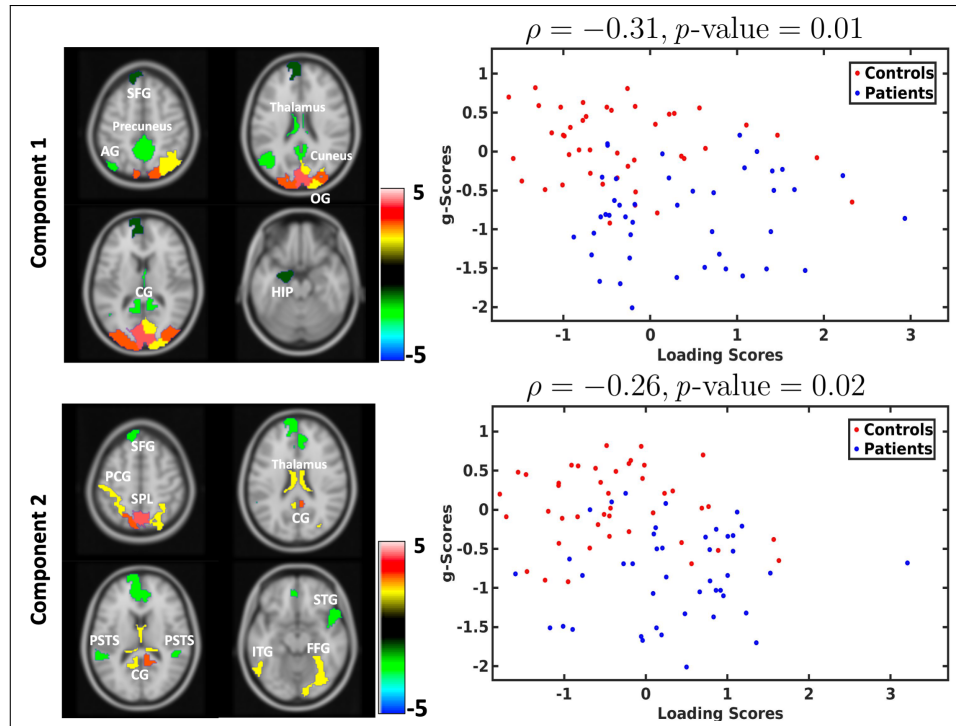 Component 1
SFG
Precuneus
AG
Thalamus
Cuneus
OG
CG
HIP
5
-5
ρ = −0.31, p-value = 0.01
g-Scores
1
0.5
0
-0.5
-1
-1.5
-2
Controls
Patients
-1 0 1 2 3
Loading Scores
Component 2
SFG
PCG
SPL
Thalamus
CG
PSTS PSTS
CG
STG
ITG FFG
5
-5
ρ = −0.26, p-value = 0.02
g-Scores
1
0.5
0
-0.5
-1
-1.5
-2
Controls
Patients
-1 0 1 2 3
Loading Scores